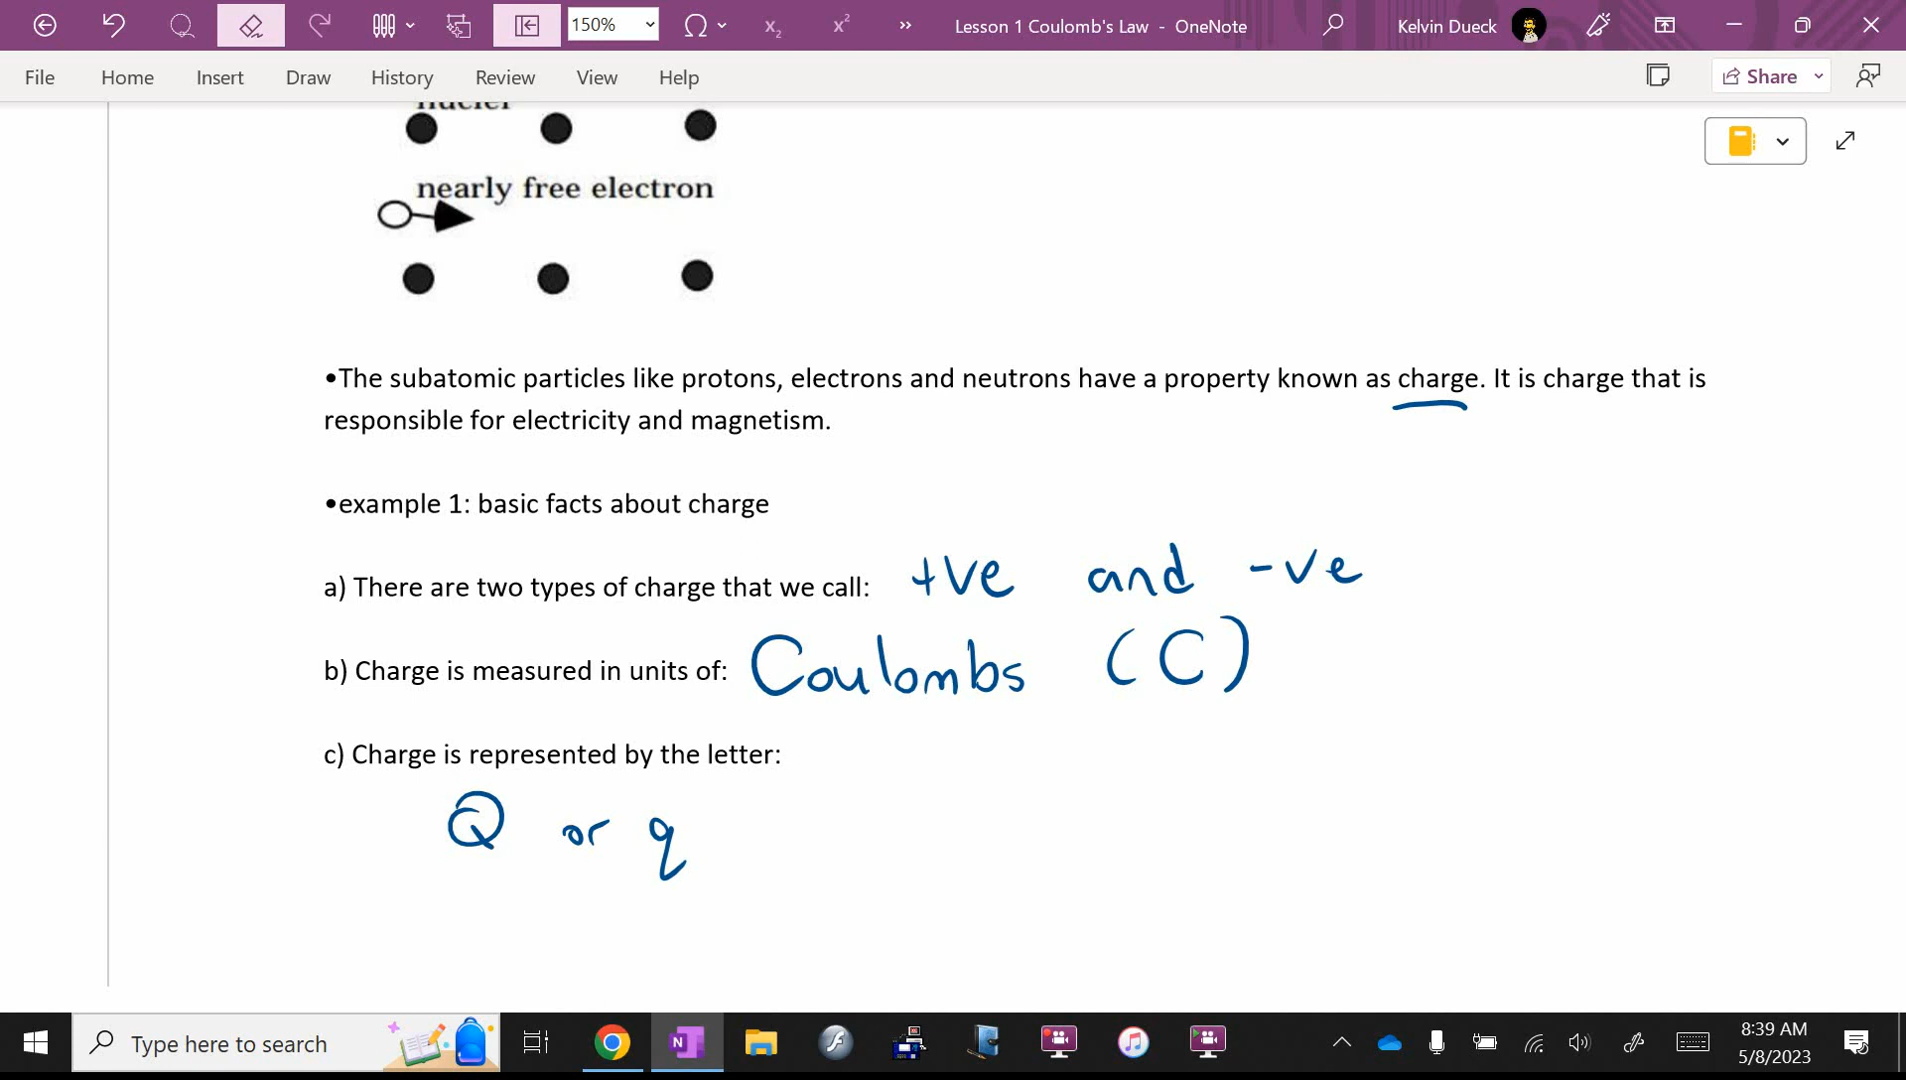 150%
Lesson 1 Coulomb's Law - OneNote
Kelvin Dueck
File Home Insert Draw History Review View Help
Share
nuclei
nearly free electron
•The subatomic particles like protons, electrons and neutrons have a property known as charge. It is charge that is
responsible for electricity and magnetism.
•example 1: basic facts about charge
a) There are two types of charge that we call: +ve and -ve
b) Charge is measured in units of: Coulombs (C)
c) Charge is represented by the letter:
Q or q
Type here to search
8:39 AM
5/8/2023